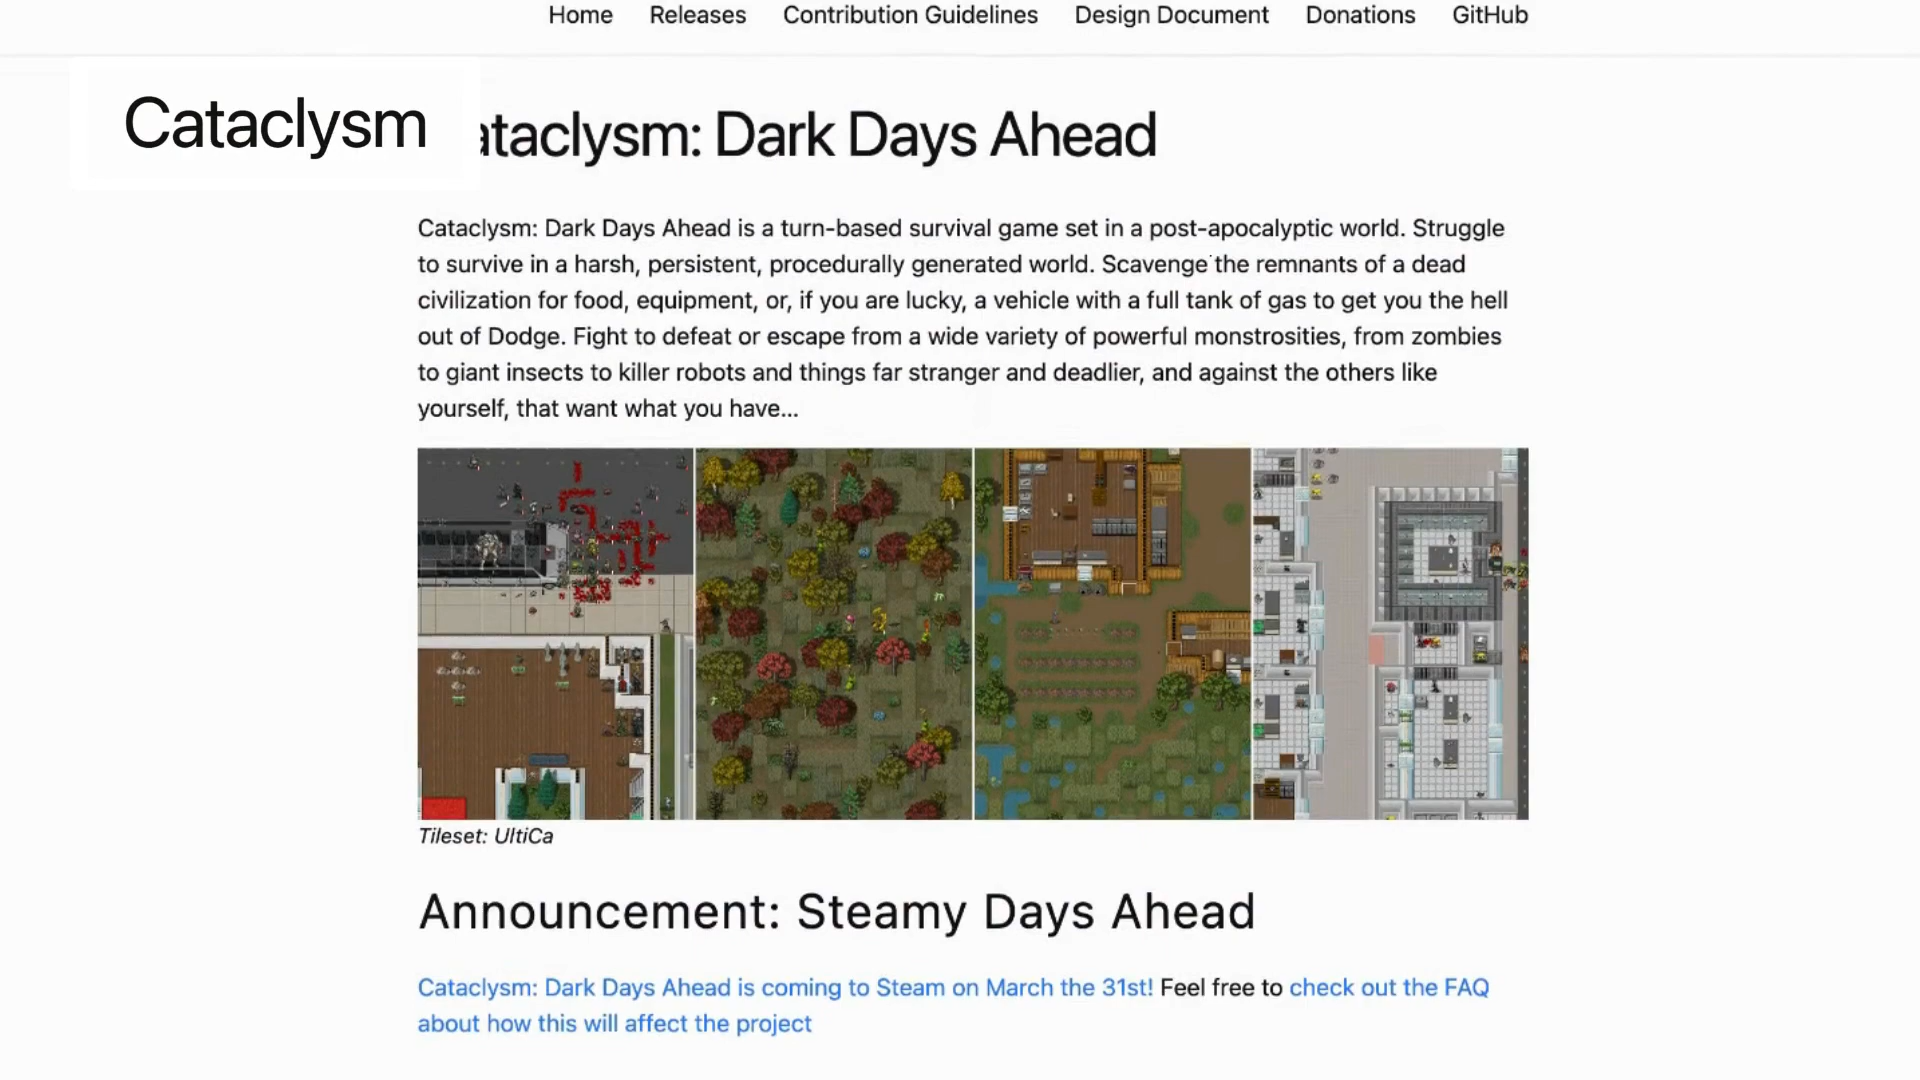 Home Releases Contribution Guidelines Design Document Donations GitHub
Cataclysm
ataclysm: Dark Days Ahead
Cataclysm: Dark Days Ahead is a turn-based survival game set in a post-apocalyptic world. Struggle
to survive in a harsh, persistent, procedurally generated world. Scavenge the remnants of a dead
civilization for food, equipment, or, if you are lucky, a vehicle with a full tank of gas to get you the hell
out of Dodge. Fight to defeat or escape from a wide variety of powerful monstrosities, from zombies
to giant insects to killer robots and things far stranger and deadlier, and against the others like
yourself, that want what you have...
Tileset: UltiCa
Announcement: Steamy Days Ahead
Cataclysm: Dark Days Ahead is coming to Steam on March the 31st! Feel free to check out the FAQ
about how this will affect the project